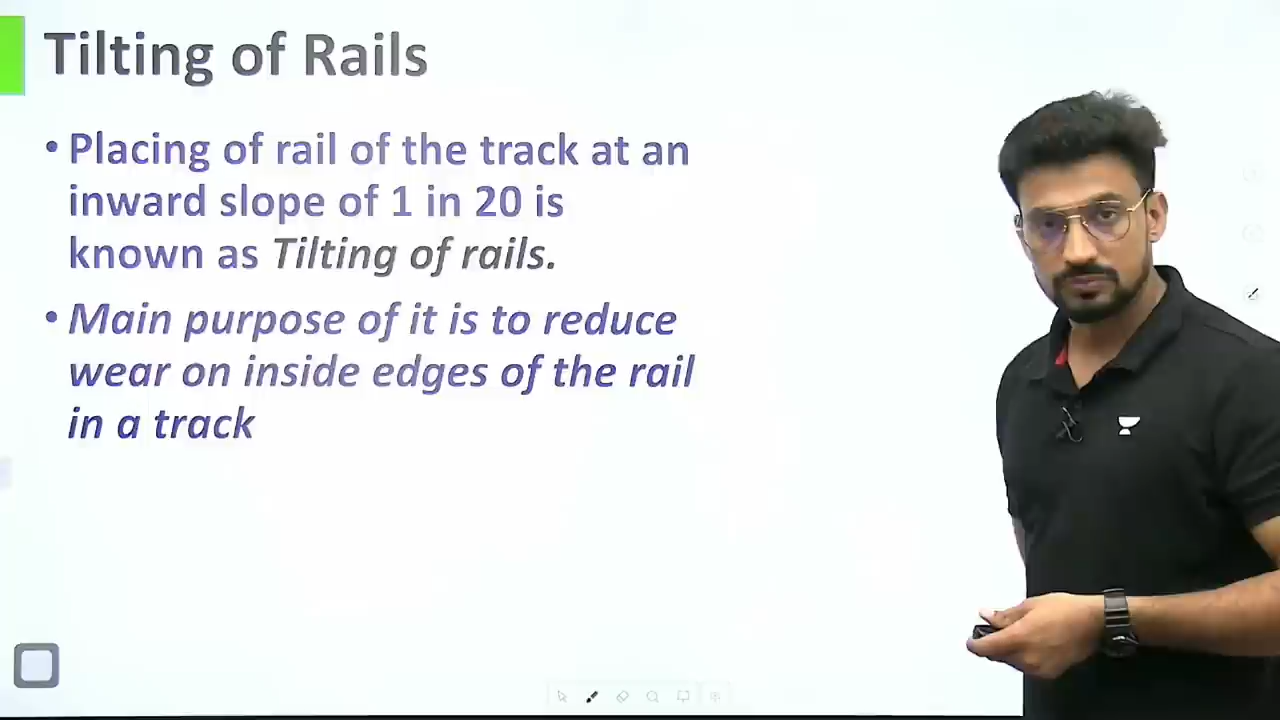 Tilting of Rails
• Placing of rail of the track at an
inward slope of 1 in 20 is
known as Tilting of rails.
• Main purpose of it is to reduce
wear on inside edges of the rail
in a track